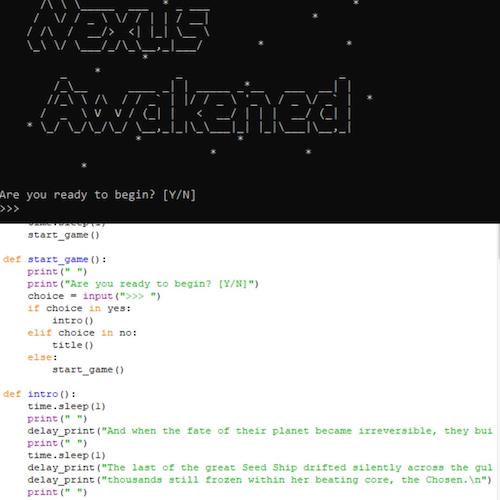 Nexus
Awakened
Are you ready to begin? [Y/N]
>>>
time.sleep(1)
start_game()
def start_game():
print(" ")
print("Are you ready to begin? [Y/N]")
choice = input(">>> ")
if choice in yes:
intro()
elif choice in no:
title()
else:
start_game()
def intro():
time.sleep(1)
print(" ")
delay_print("And when the fate of their planet became irreversible, they bui
print(" ")
time.sleep(1)
delay_print("The last of the great Seed Ship drifted silently across the gul
delay_print("thousands still frozen within her beating core, the Chosen.\n")
print(" ")